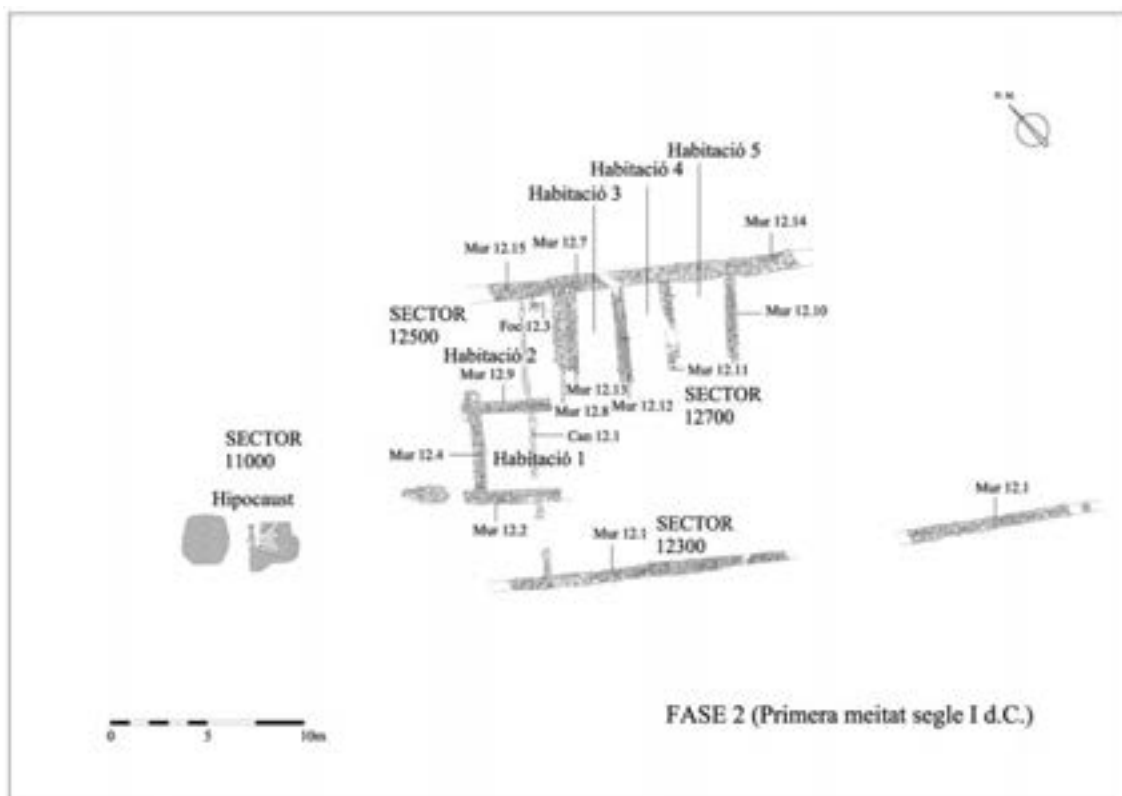 N. M.
Habitació 5
Habitació 4
Habitació 3
Mur 12.14
Mur 12.15
Mur 12.7
SECTOR
12500
Foc 12.3
Mur 12.10
Habitació 2
Mur 12.9
Mur 12.11
Mur 12.13
SECTOR
12700
Mur 12.8
Mur 12.12
Can 12.1
SECTOR
11000
Mur 12.4
Habitació 1
Hipocaust
Mur 12.2
Mur 12.1
SECTOR
12300
Mur 12.1
FASE 2 (Primera meitat segle I d.C.)
0 5 10m